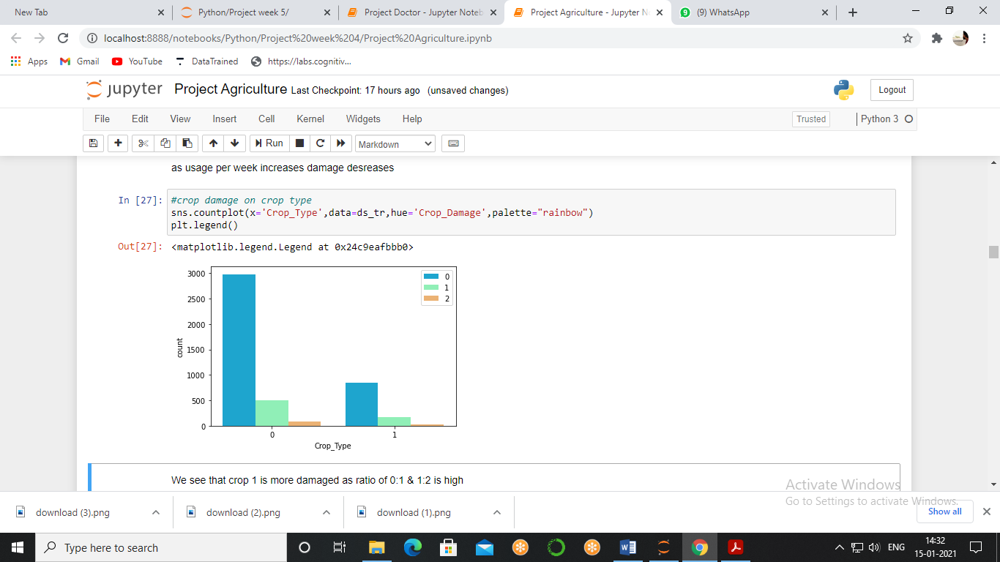 New Tab
Python/Project week 5/
Project Doctor - Jupyter Noteb
Project Agriculture - Jupyter N
9
(9) WhatsApp
localhost:8888/notebooks/Python/Project%20week%204/Project%20Agriculture.ipynb
Apps
Gmail
YouTube
DataTrained
https://labs.cognitiv...
jupyter
Project Agriculture Last Checkpoint: 17 hours ago (unsaved changes)
Logout
File Edit View Insert Cell Kernel Widgets Help
Trusted
Python 3
Run
Markdown
as usage per week increases damage desreases
In [27]:
#crop damage on crop type
sns.countplot(x='Crop_Type',data=ds_tr,hue='Crop_Damage',palette="rainbow")
plt.legend()
Out[27]:
<matplotlib.legend.Legend at 0x24c9eafbbb0>
3000
2500
2000
1500
1000
500
0
count
0
1
2
0 1
Crop_Type
We see that crop 1 is more damaged as ratio of 0:1 & 1:2 is high
Activate Windows
Go to Settings to activate Windows.
download (3).png
download (2).png
download (1).png
Show all
Type here to search
ENG
14:32
15-01-2021